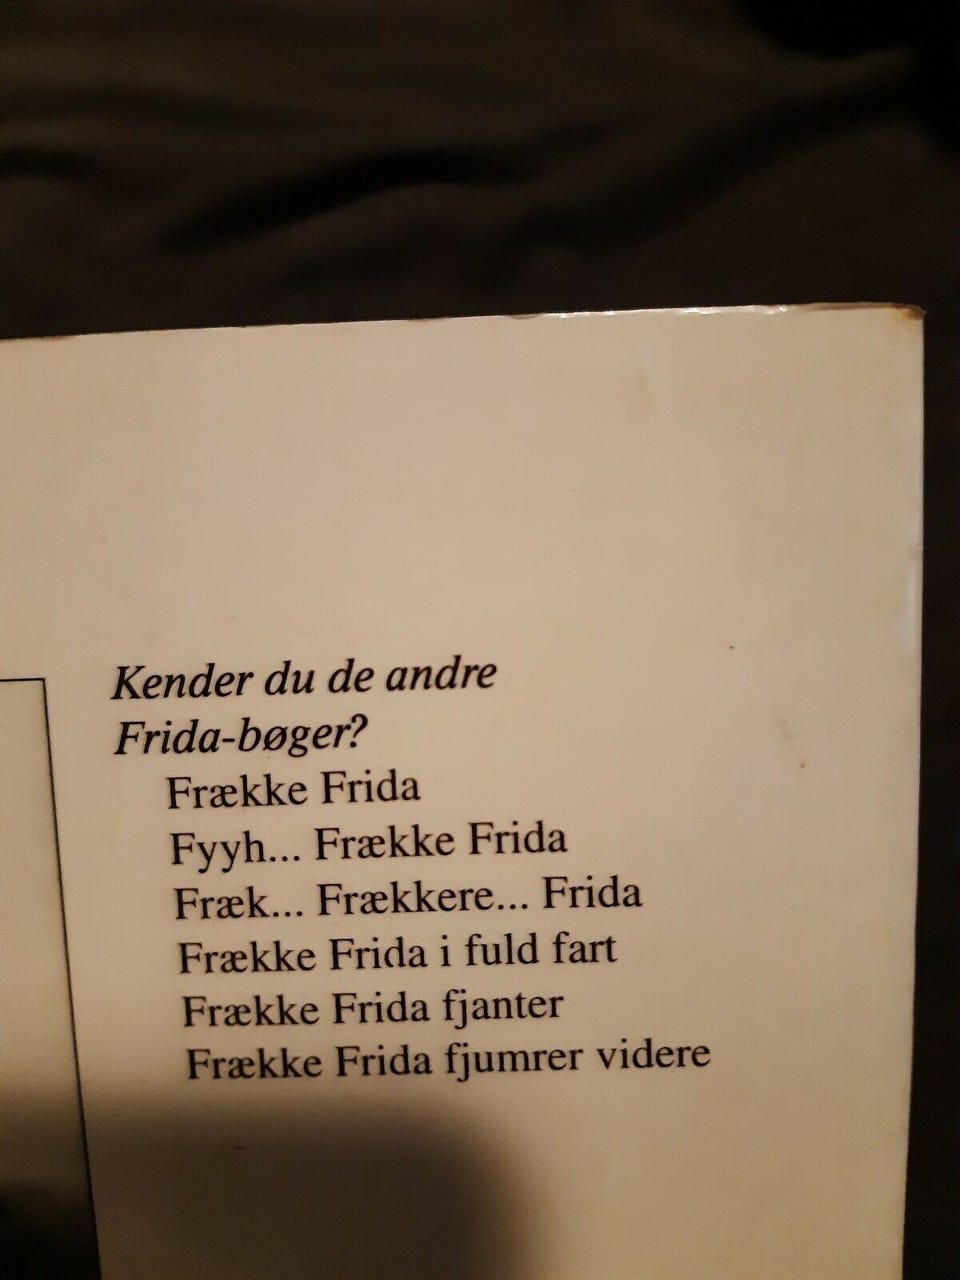 Kender du de andre
Frida-bøger?
Frække Frida
Fyyh... Frække Frida
Fræk... Frækkere... Frida
Frække Frida i fuld fart
Frække Frida fjanter
Frække Frida fjumrer videre